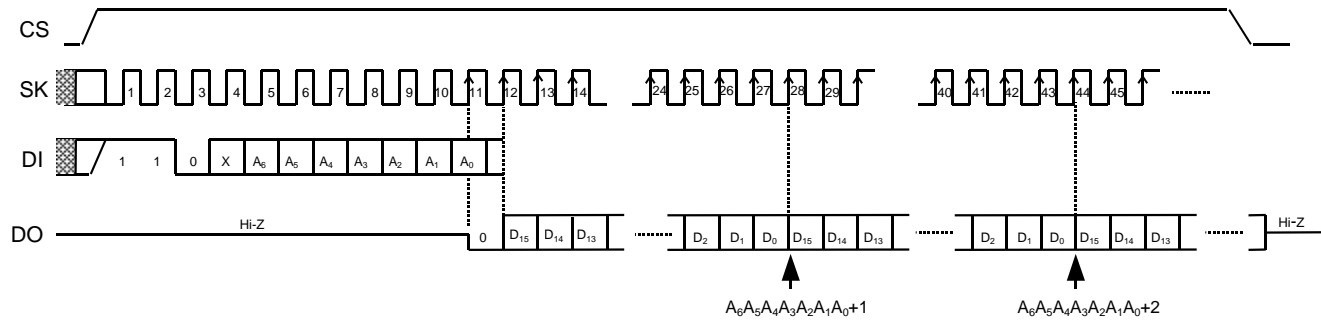 CS
SK 1 2 3 4 5 6 7 8 9 10 11 12 13 14 24 25 26 27 28 29 40 41 42 43 44 45
DI 1 1 0 X A₆ A₅ A₄ A₃ A₂ A₁ A₀
DO Hi-Z 0 D₁₅ D₁₄ D₁₃ D₂ D₁ D₀ D₁₅ D₁₄ D₁₃ D₂ D₁ D₀ D₁₅ D₁₄ D₁₃ Hi-Z
A₆A₅A₄A₃A₂A₁A₀+1 A₆A₅A₄A₃A₂A₁A₀+2